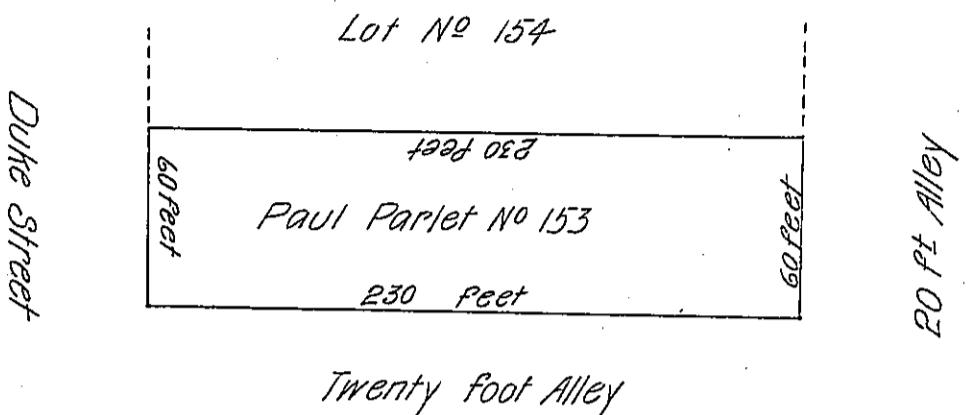 Lot Nº 154
Duke Street
230 feet
60 feet
Paul Parlet Nº 153
60 feet
20 ft Alley
230 feet
Twenty foot Alley